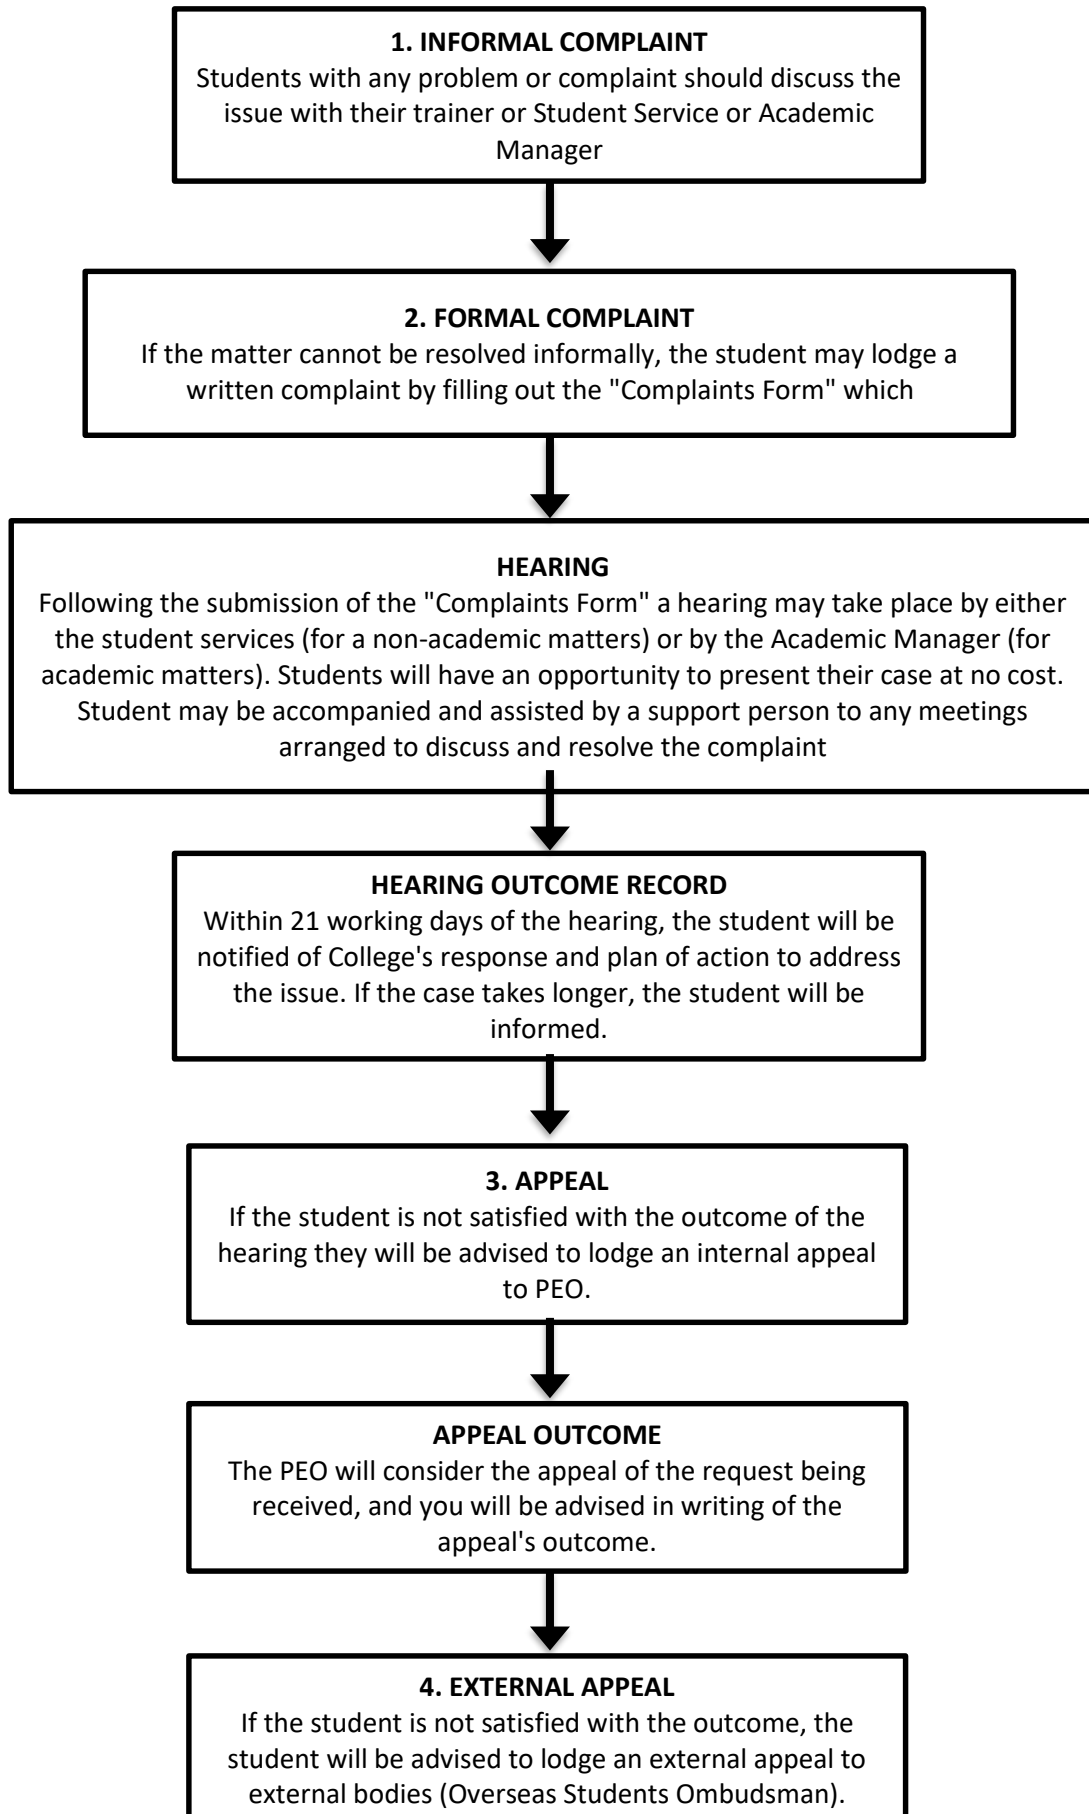 1. INFORMAL COMPLAINT
Students with any problem or complaint should discuss the
issue with their trainer or Student Service or Academic
Manager
2. FORMAL COMPLAINT
If the matter cannot be resolved informally, the student may lodge a
written complaint by filling out the "Complaints Form" which
HEARING
Following the submission of the "Complaints Form" a hearing may take place by either
the student services (for a non-academic matters) or by the Academic Manager (for
academic matters). Students will have an opportunity to present their case at no cost.
Student may be accompanied and assisted by a support person to any meetings
arranged to discuss and resolve the complaint
HEARING OUTCOME RECORD
Within 21 working days of the hearing, the student will be
notified of College's response and plan of action to address
the issue. If the case takes longer, the student will be
informed.
3. APPEAL
If the student is not satisfied with the outcome of the
hearing they will be advised to lodge an internal appeal
to PEO.
APPEAL OUTCOME
The PEO will consider the appeal of the request being
received, and you will be advised in writing of the
appeal's outcome.
4. EXTERNAL APPEAL
If the student is not satisfied with the outcome, the
student will be advised to lodge an external appeal to
external bodies (Overseas Students Ombudsman).